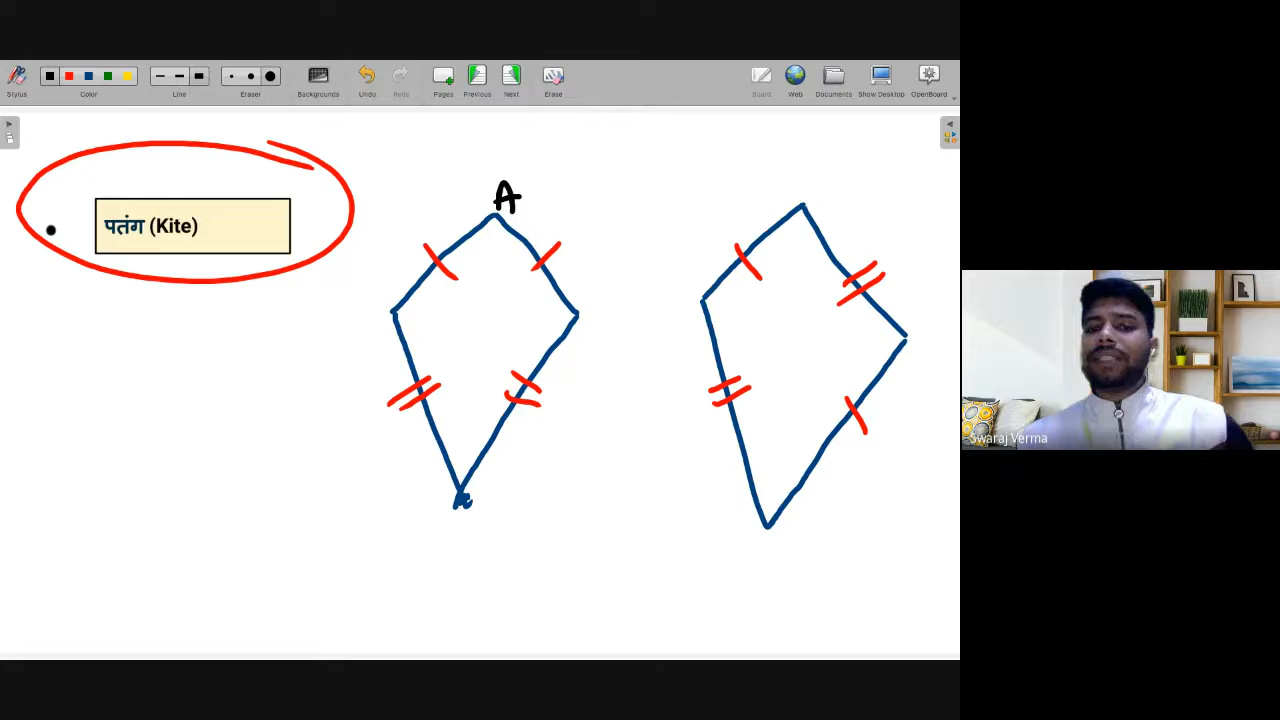 Stylus
Color
Line
Eraser
Backgrounds
Undo
Redo
Pages
Previous
Next
Erase
Board
Web
Documents
Show Desktop
OpenBoard
A
पतंग (Kite)
Swaraj Verma